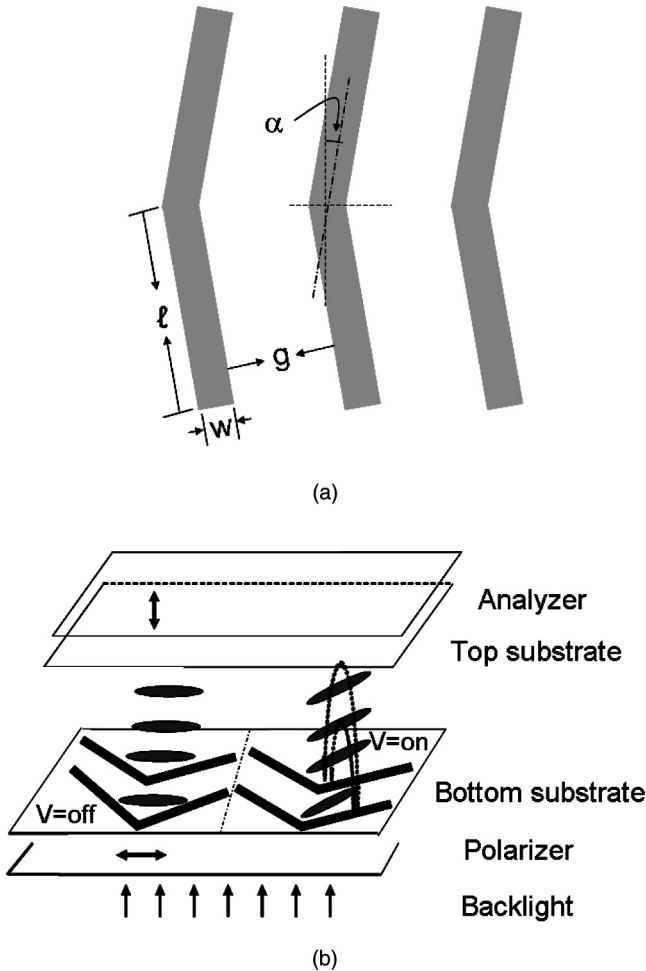 α
ℓ
g
w
(a)
Analyzer
Top substrate
V=on
V=off
Bottom substrate
Polarizer
Backlight
(b)